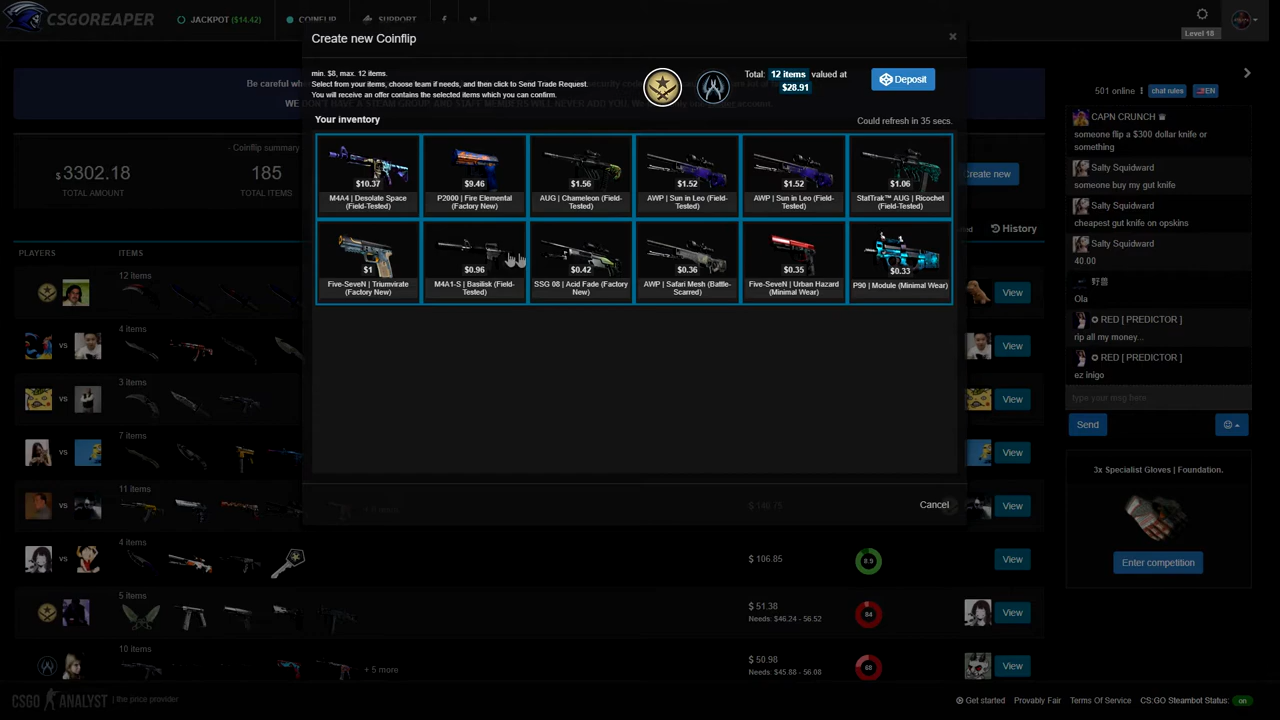 CSGOREAPER
JACKPOT ($14.42)
COINFLIP
SUPPORT
Level 18
Create new Coinflip
min. $8, max. 12 items.
Select from your items, choose team if needs, and then click to Send Trade Request.
You will receive an offer contains the selected items which you can confirm.
Total: 12 items valued at
$28.91
Deposit
Be careful
security code
WE DON'T HAVE A STEAM GROUP, AND STAFF MEMBERS WILL NEVER ADD YOU.
Your inventory
Could refresh in 35 secs.
501 online
chat rules
EN
- Coinflip summary
$3302.18
TOTAL AMOUNT
185
TOTAL ITEMS
Create new
History
$10.37
M4A4 | Desolate Space
(Field-Tested)
$9.46
P2000 | Fire Elemental
(Factory New)
$1.56
AUG | Chameleon (Field-
Tested)
$1.52
AWP | Sun in Leo (Field-
Tested)
$1.52
AWP | Sun in Leo (Field-
Tested)
$1.06
StatTrak™ AUG | Ricochet
(Field-Tested)
$1
Five-SeveN | Triumvirate
(Factory New)
$0.96
M4A1-S | Basilisk (Field-
Tested)
$0.42
SSG 08 | Acid Fade (Factory
New)
$0.36
AWP | Safari Mesh (Battle-
Scarred)
$0.35
Five-SeveN | Urban Hazard
(Minimal Wear)
$0.33
P90 | Module (Minimal Wear)
Cancel
PLAYERS
ITEMS
12 items
View
4 items
vs
View
3 items
vs
View
7 items
vs
View
11 items
vs
$ 148.75
View
4 items
vs
$ 106.85
8.9
View
5 items
$ 51.38
Needs: $46.24 - 56.52
84
View
10 items
+ 5 more
$ 50.98
Needs: $45.88 - 56.08
68
View
CAPN CRUNCH
someone flip a $300 dollar knife or
something
Salty Squidward
someone buy my gut knife
Salty Squidward
cheapest gut knife on opskins
Salty Squidward
40.00
Ola
✪ RED [ PREDICTOR ]
rip all my money...
✪ RED [ PREDICTOR ]
ez inigo
type your msg here..
Send
3x Specialist Gloves | Foundation.
Enter competition
CSGO ANALYST | the price provider
Get started
Provably Fair
Terms Of Service
CS:GO Steambot Status: on